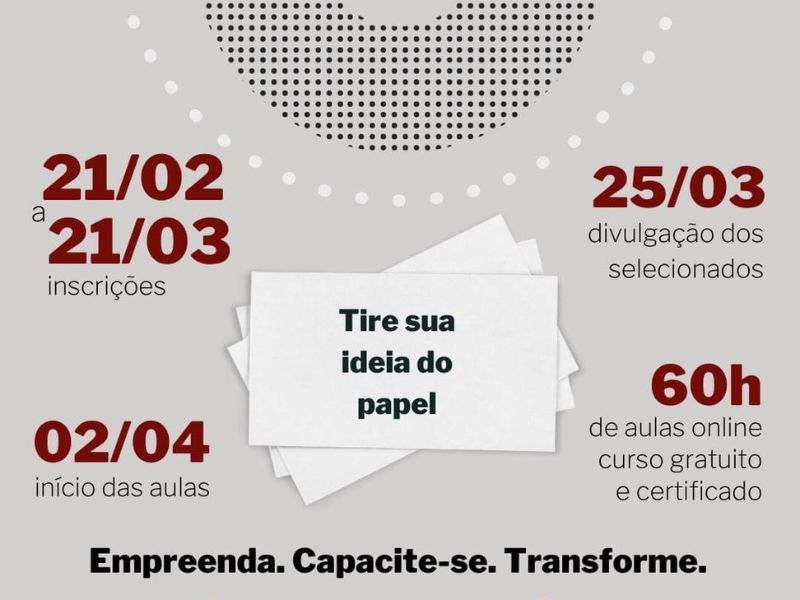 21/02
a
21/03
inscrições
25/03
divulgação dos
selecionados
Tire sua
ideia do
papel
02/04
início das aulas
60h
de aulas online
curso gratuito
e certificado
Empreenda. Capacite-se. Transforme.